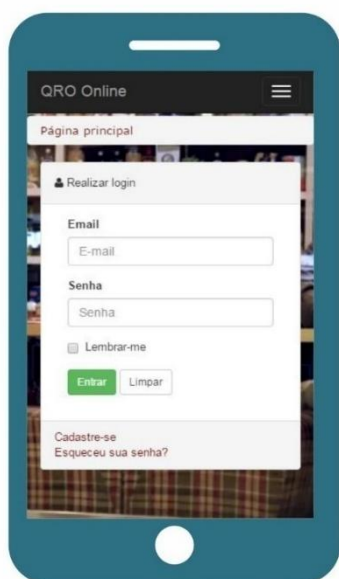 QRO Online
Página principal
Realizar login
Email
E-mail
Senha
Senha
Lembrar-me
Entrar Limpar
Cadastre-se
Esqueceu sua senha?